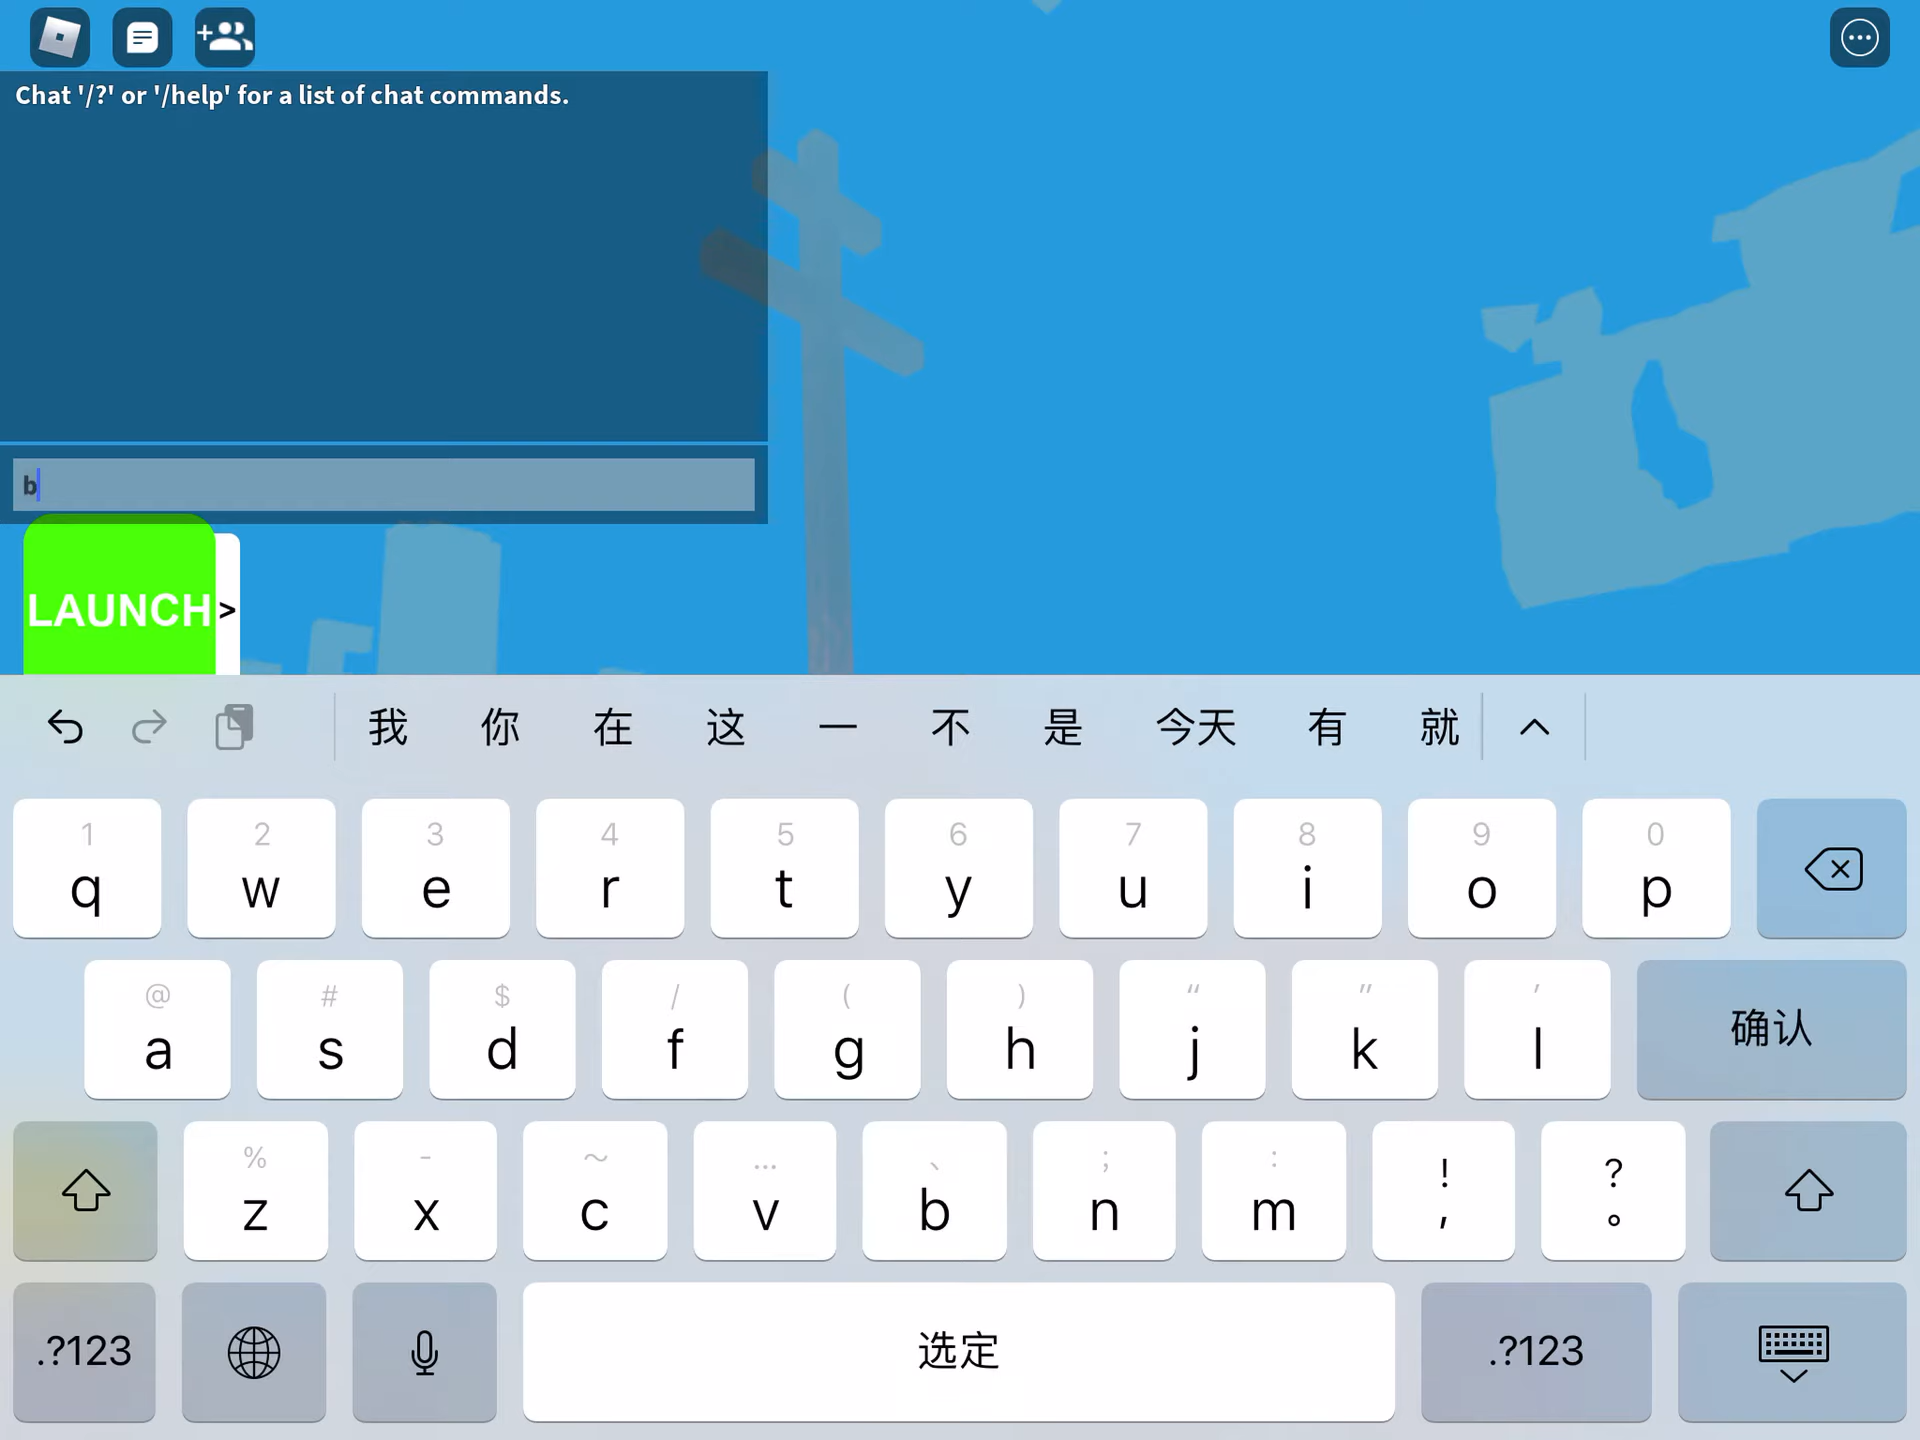 Chat '/?' or '/help' for a list of chat commands.
b
LAUNCH >
我 你 在 这 一 不 是 今天 有 就
1 2 3 4 5 6 7 8 9 0
q w e r t y u i o p
@ # $ / ( ) “ ” ’
a s d f g h j k l 确认
% - ～ … 、 ; : ! ?
z x c v b n m , 。
.?123 选定 .?123